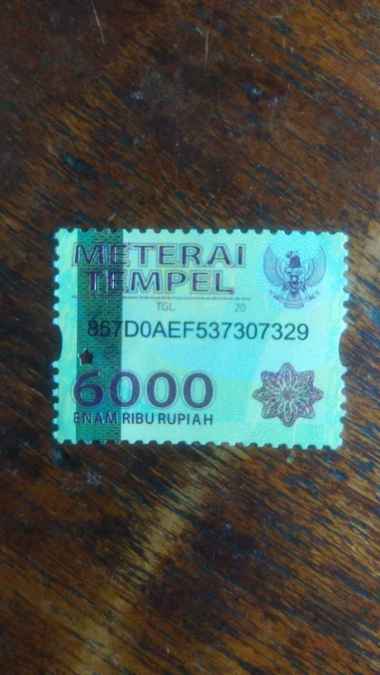 METERAI
TEMPEL
TGL 20
857D0AEF537307329
6000
ENAM RIBU RUPIAH